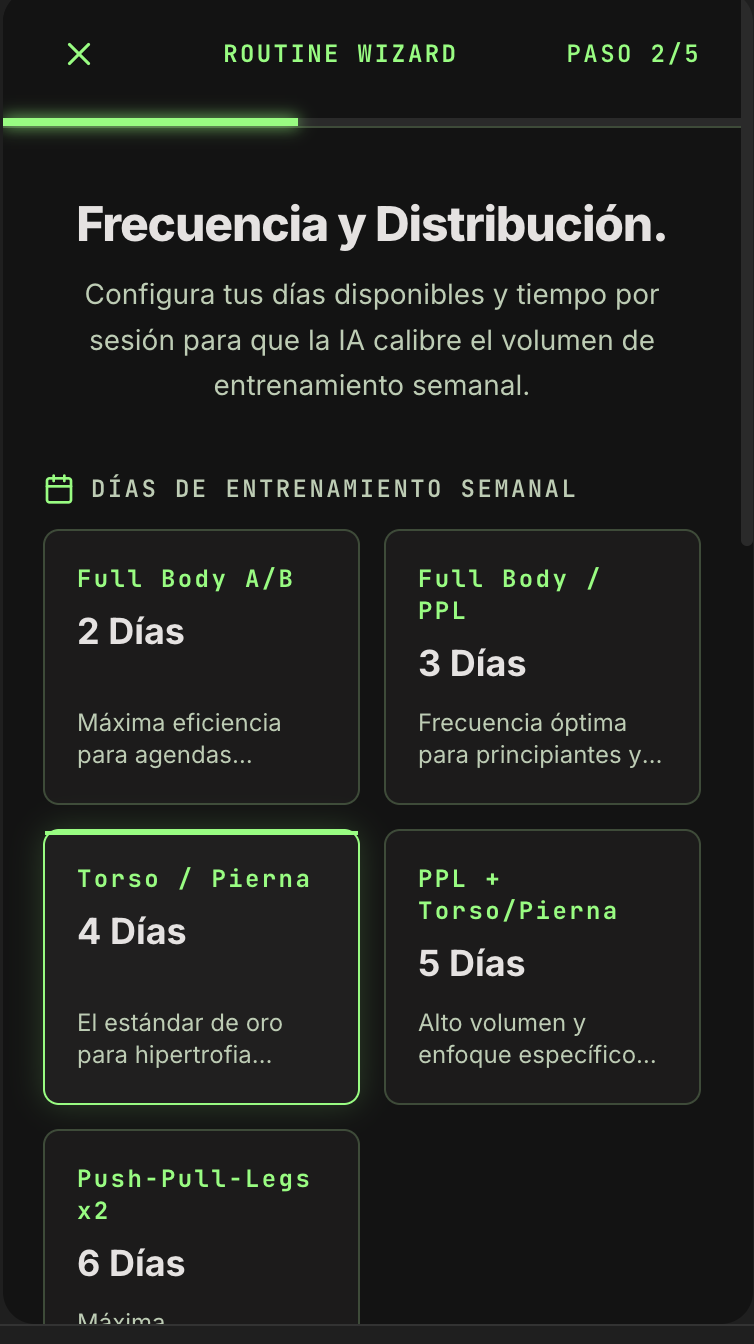 ROUTINE WIZARD
PASO 2/5
Frecuencia y Distribución.
Configura tus días disponibles y tiempo por
sesión para que la IA calibre el volumen de
entrenamiento semanal.
DÍAS DE ENTRENAMIENTO SEMANAL
Full Body A/B
2 Días
Máxima eficiencia
para agendas...
Full Body /
PPL
3 Días
Frecuencia óptima
para principiantes y...
Torso / Pierna
4 Días
El estándar de oro
para hipertrofia...
PPL +
Torso/Pierna
5 Días
Alto volumen y
enfoque específico...
Push-Pull-Legs
x2
6 Días
Máxima